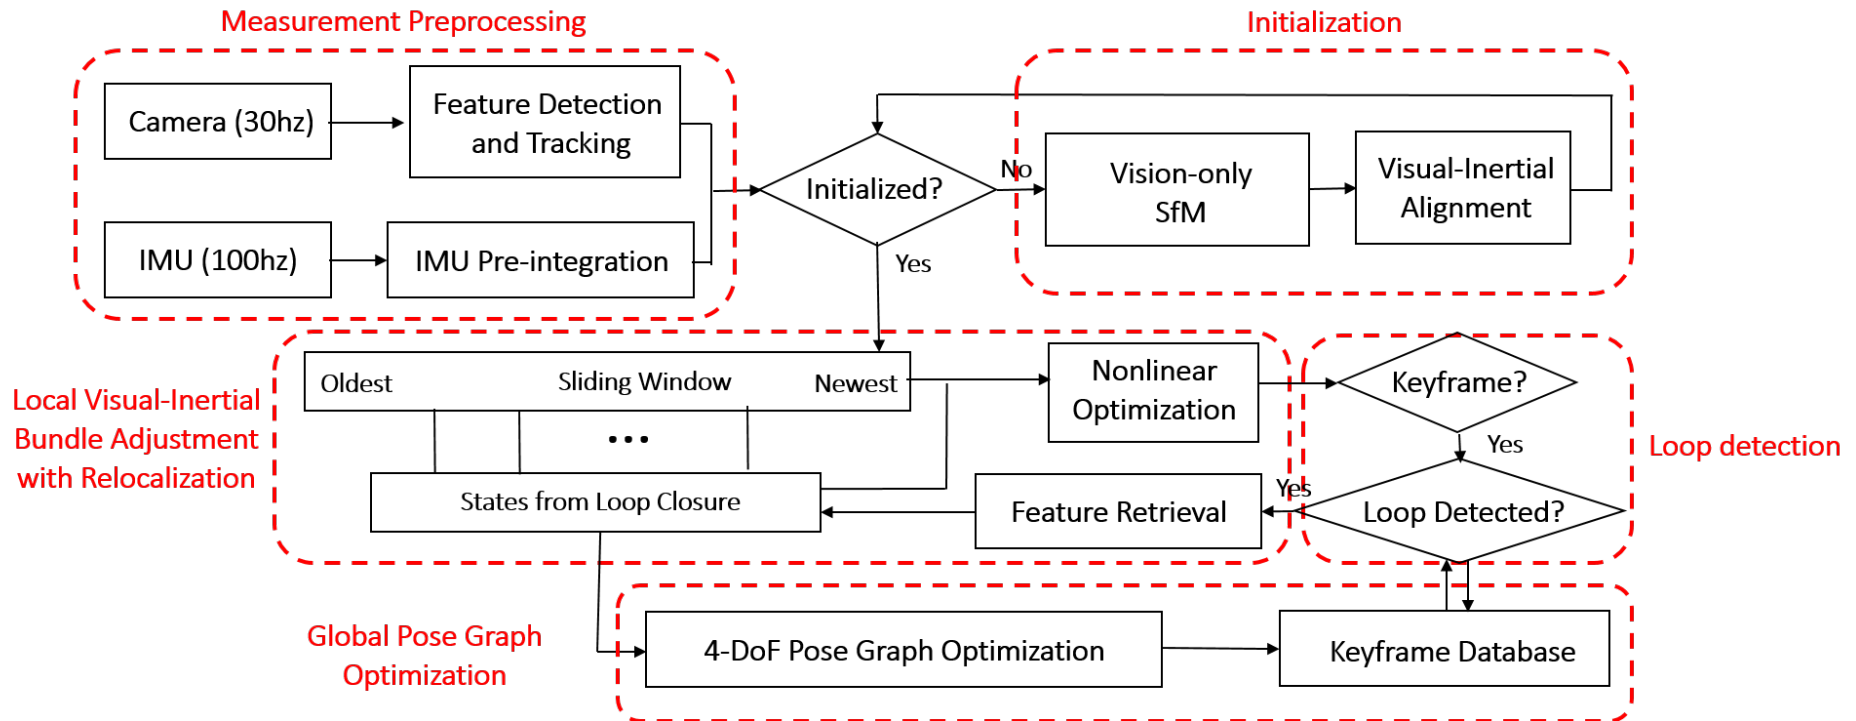 Measurement Preprocessing
Initialization
Camera (30hz)
Feature Detection
and Tracking
IMU (100hz)
IMU Pre-integration
Initialized?
No
Yes
Vision-only
SfM
Visual-Inertial
Alignment
Local Visual-Inertial
Bundle Adjustment
with Relocalization
Oldest
Sliding Window
Newest
...
States from Loop Closure
Nonlinear
Optimization
Feature Retrieval
Keyframe?
Yes
Loop Detected?
Yes
Loop detection
Global Pose Graph
Optimization
4-DoF Pose Graph Optimization
Keyframe Database